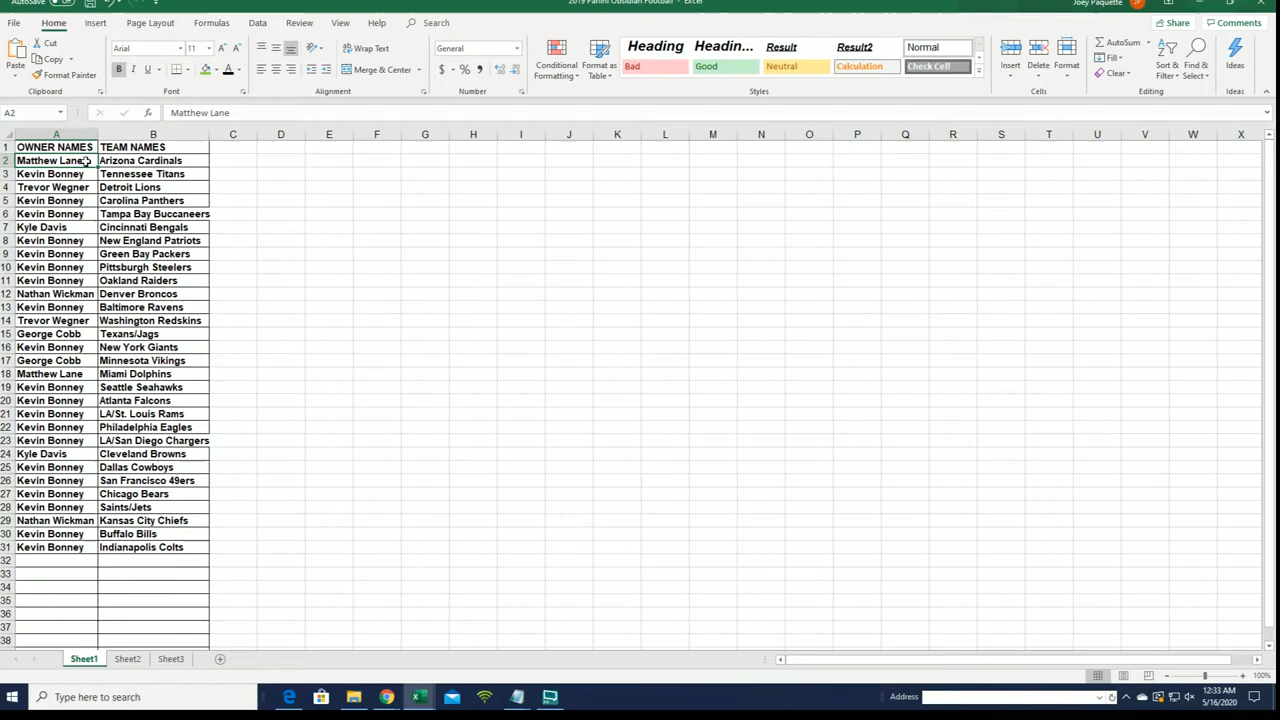 AutoSave Off 2019 Panini Obsidian Football - Excel Joey Paquette JP
File Home Insert Page Layout Formulas Data Review View Help Search Share Comments
Paste Cut Copy Format Painter Clipboard
Arial 11 A A B I U A Font
Wrap Text Merge & Center Alignment
General $ % , Number
Conditional Formatting Format as Table
Heading Headin... Result Result2 Normal
Bad Good Neutral Calculation Check Cell
Styles
Insert Delete Format Cells
AutoSum Fill Clear Sort & Filter Find & Select Editing
Ideas Ideas
A2 fx Matthew Lane
A B C D E F G H I J K L M N O P Q R S T U V W X
1 OWNER NAMES TEAM NAMES
2 Matthew Lane Arizona Cardinals
3 Kevin Bonney Tennessee Titans
4 Trevor Wegner Detroit Lions
5 Kevin Bonney Carolina Panthers
6 Kevin Bonney Tampa Bay Buccaneers
7 Kyle Davis Cincinnati Bengals
8 Kevin Bonney New England Patriots
9 Kevin Bonney Green Bay Packers
10 Kevin Bonney Pittsburgh Steelers
11 Kevin Bonney Oakland Raiders
12 Nathan Wickman Denver Broncos
13 Kevin Bonney Baltimore Ravens
14 Trevor Wegner Washington Redskins
15 George Cobb Texans/Jags
16 Kevin Bonney New York Giants
17 George Cobb Minnesota Vikings
18 Matthew Lane Miami Dolphins
19 Kevin Bonney Seattle Seahawks
20 Kevin Bonney Atlanta Falcons
21 Kevin Bonney LA/St. Louis Rams
22 Kevin Bonney Philadelphia Eagles
23 Kevin Bonney LA/San Diego Chargers
24 Kyle Davis Cleveland Browns
25 Kevin Bonney Dallas Cowboys
26 Kevin Bonney San Francisco 49ers
27 Kevin Bonney Chicago Bears
28 Kevin Bonney Saints/Jets
29 Nathan Wickman Kansas City Chiefs
30 Kevin Bonney Buffalo Bills
31 Kevin Bonney Indianapolis Colts
32
33
34
35
36
37
38
Sheet1 Sheet2 Sheet3
100%
Type here to search Address 12:33 AM
5/16/2020